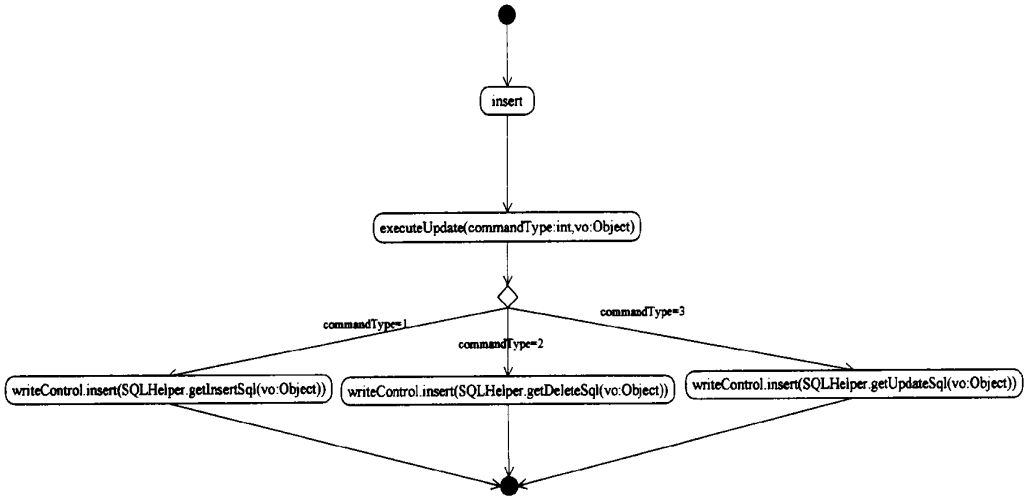 insert
executeUpdate(commandType:int,vo:Object)
commandType=1
commandType=2
commandType=3
writeControl.insert(SQLHelper.getInsertSql(vo:Object))
writeControl.insert(SQLHelper.getDeleteSql(vo:Object))
writeControl.insert(SQLHelper.getUpdateSql(vo:Object))